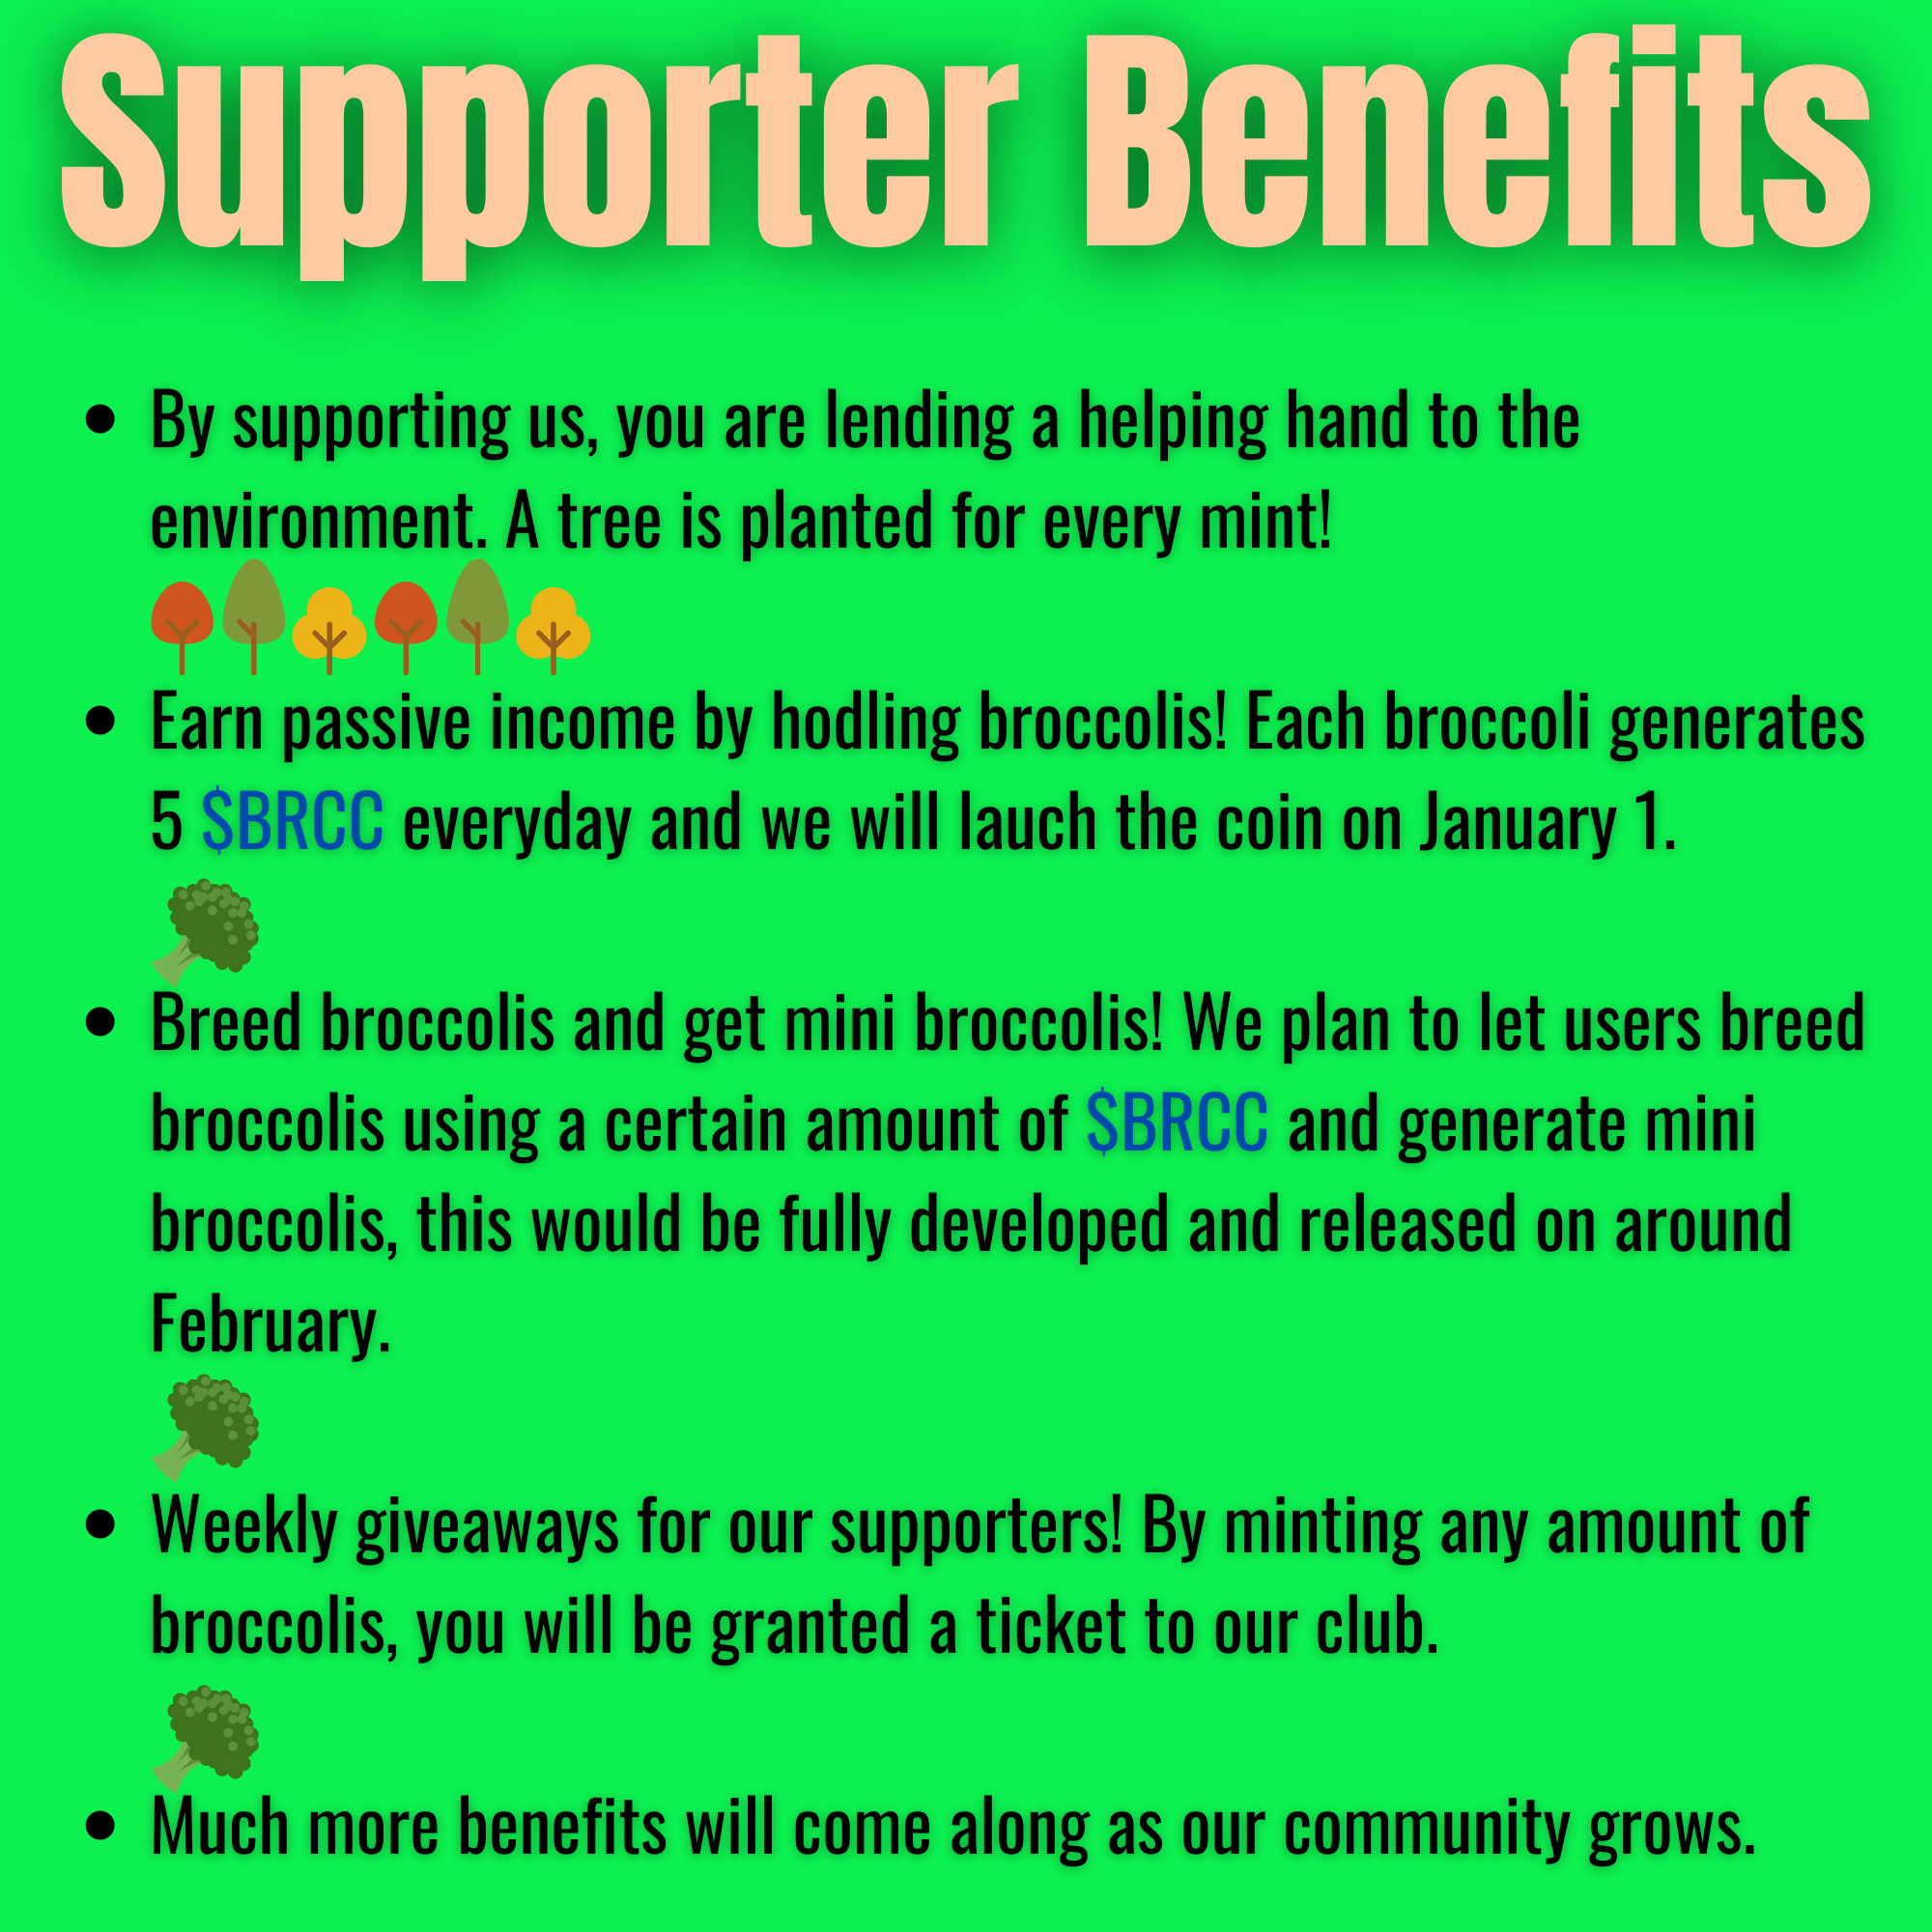 Supporter Benefits
• By supporting us, you are lending a helping hand to the
environment. A tree is planted for every mint!
• Earn passive income by hodling broccolis! Each broccoli generates
5 $BRCC everyday and we will lauch the coin on January 1.
• Breed broccolis and get mini broccolis! We plan to let users breed
broccolis using a certain amount of $BRCC and generate mini
broccolis, this would be fully developed and released on around
February.
• Weekly giveaways for our supporters! By minting any amount of
broccolis, you will be granted a ticket to our club.
• Much more benefits will come along as our community grows.